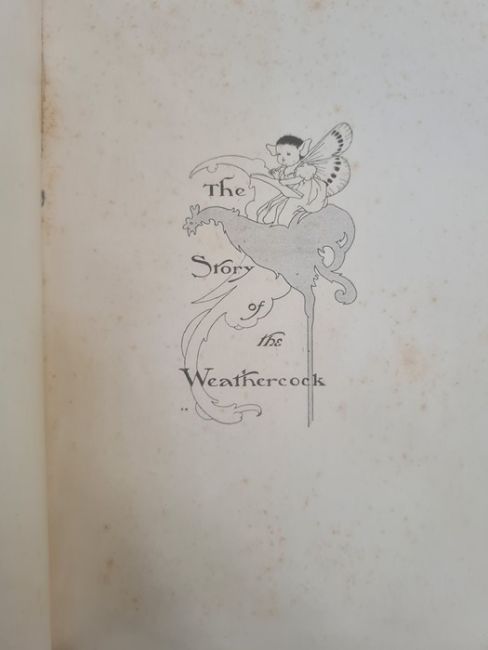 The
Story
of
the
Weathercock